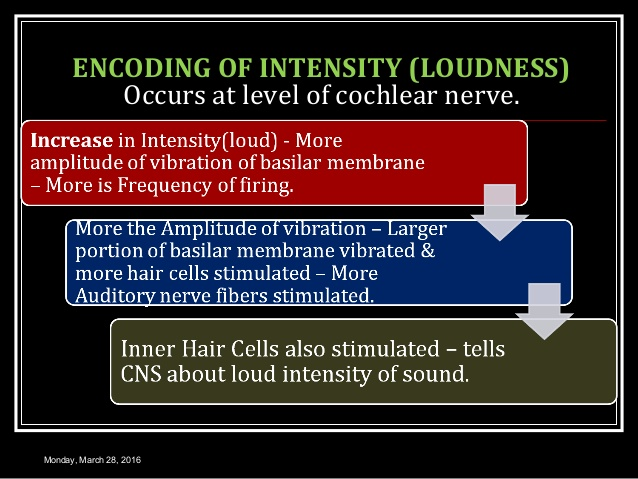 ENCODING OF INTENSITY (LOUDNESS)
Occurs at level of cochlear nerve.
Increase in Intensity(loud) - More
amplitude of vibration of basilar membrane
– More is Frequency of firing.
More the Amplitude of vibration – Larger
portion of basilar membrane vibrated &
more hair cells stimulated – More
Auditory nerve fibers stimulated.
Inner Hair Cells also stimulated – tells
CNS about loud intensity of sound.
Monday, March 28, 2016